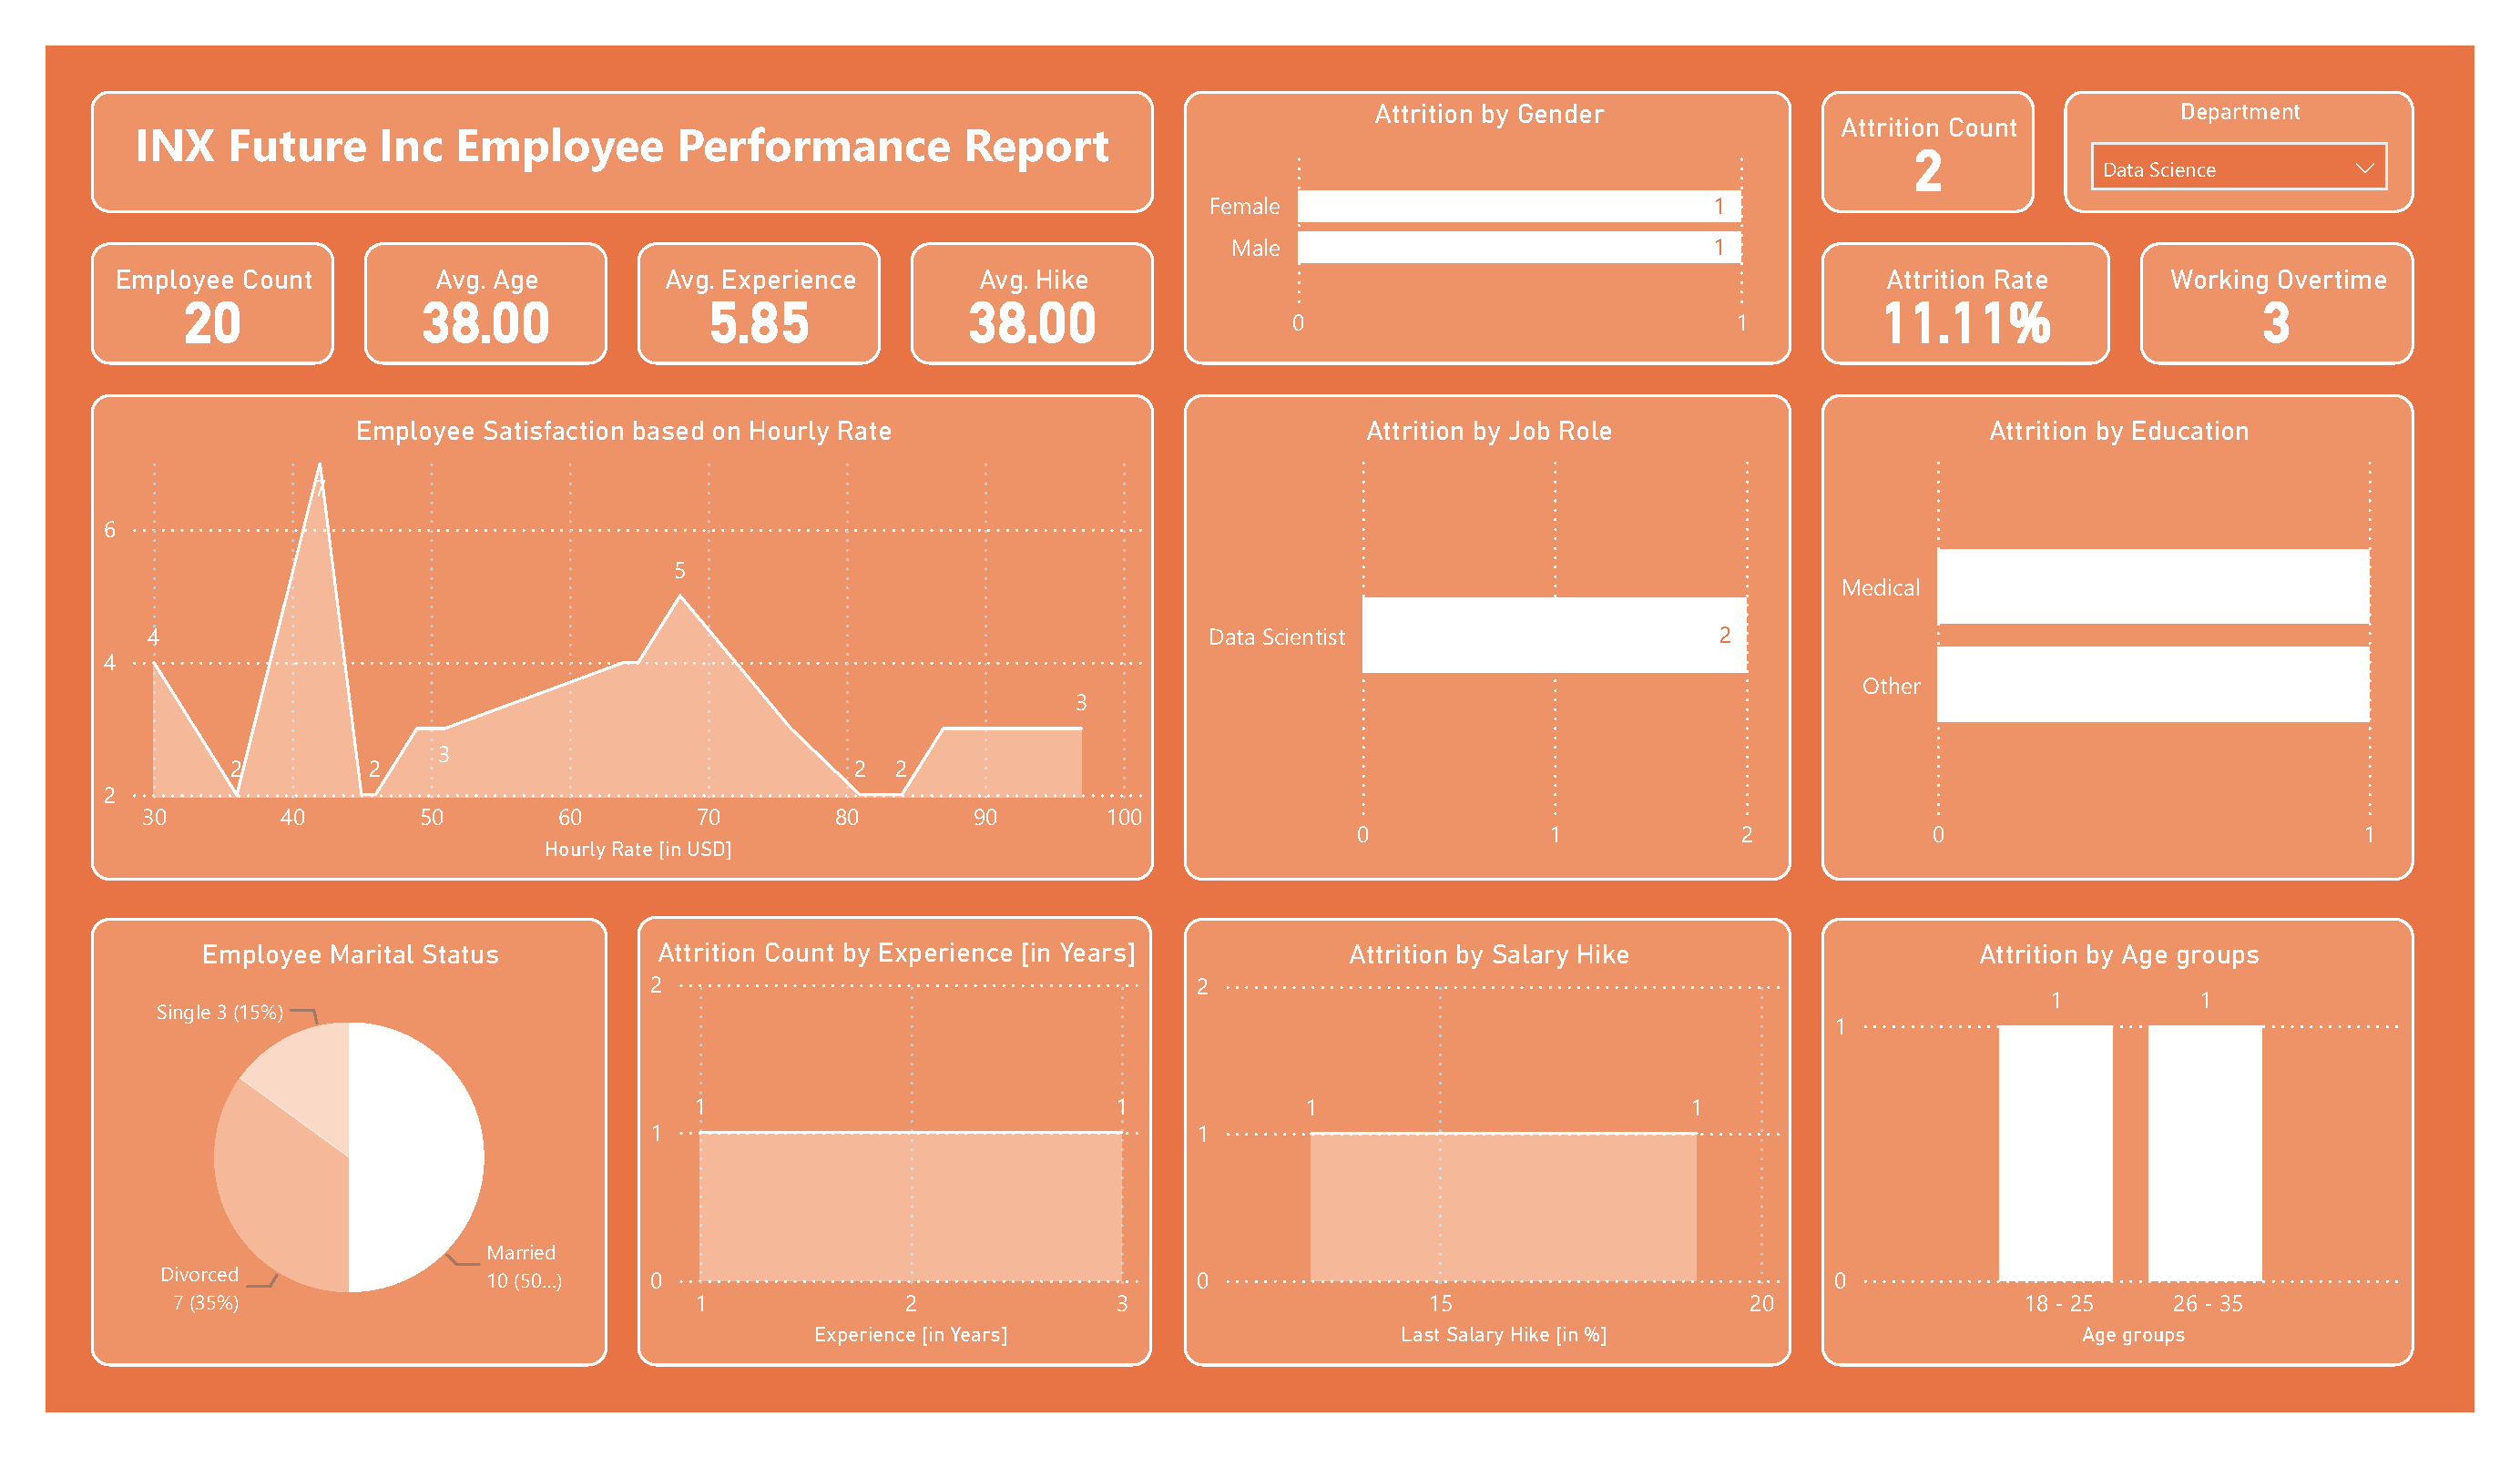 INX Future Inc Employee Performance Report
Attrition by Gender
Female
1
Male
1
0
1
Attrition Count
2
Department
Data Science
Employee Count
20
Avg. Age
38.00
Avg. Experience
5.85
Avg. Hike
38.00
Attrition Rate
11.11%
Working Overtime
3
Employee Satisfaction based on Hourly Rate
7
6
5
4
4
3
3
2
2
2
2
2
30 40 50 60 70 80 90 100
Hourly Rate [in USD]
Attrition by Job Role
Data Scientist
2
0 1 2
Attrition by Education
Medical
Other
0 1
Employee Marital Status
Single 3 (15%)
Married
10 (50...)
Divorced
7 (35%)
Attrition Count by Experience [in Years]
2
1 1
1
0
1 2 3
Experience [in Years]
Attrition by Salary Hike
2
1 1
1
0
15 20
Last Salary Hike [in %]
Attrition by Age groups
1 1
1
0
18 - 25 26 - 35
Age groups